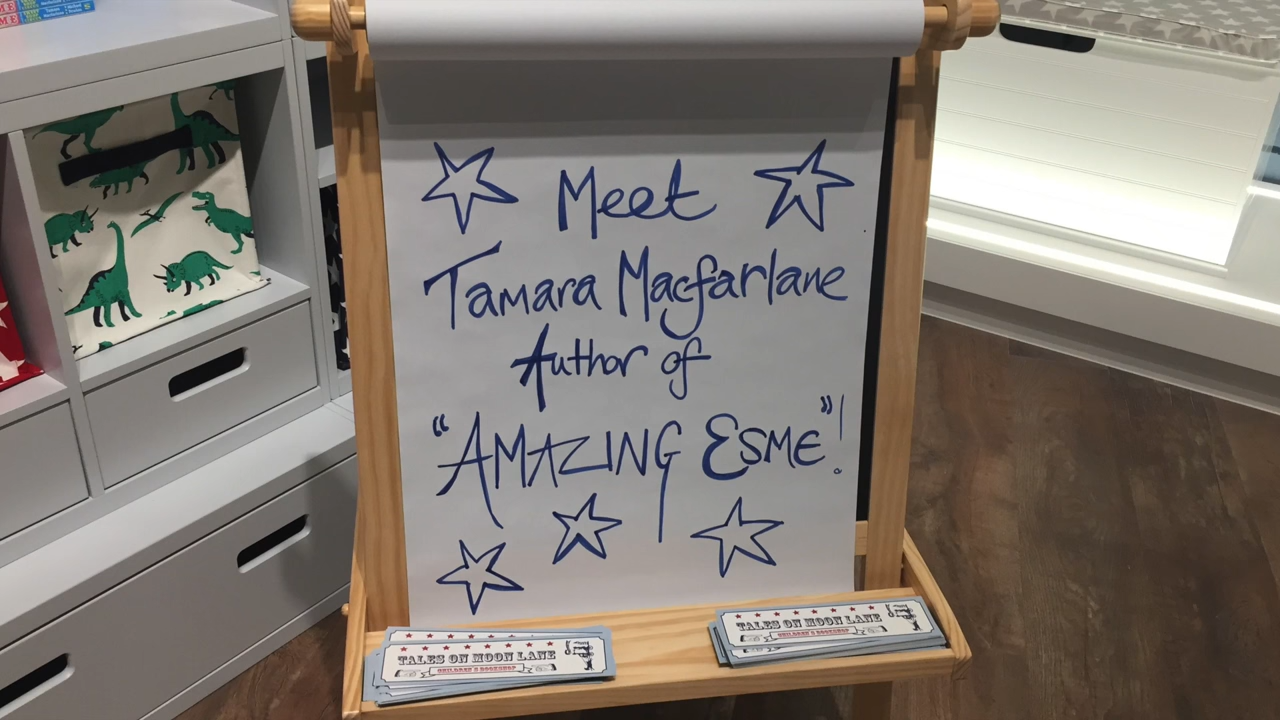 Meet
Tamara Macfarlane
Author of
"AMAZING ESME"!
TALES ON MOON LANE
CHILDREN'S BOOKSHOP
TALES ON MOON LANE
CHILDREN'S BOOKSHOP